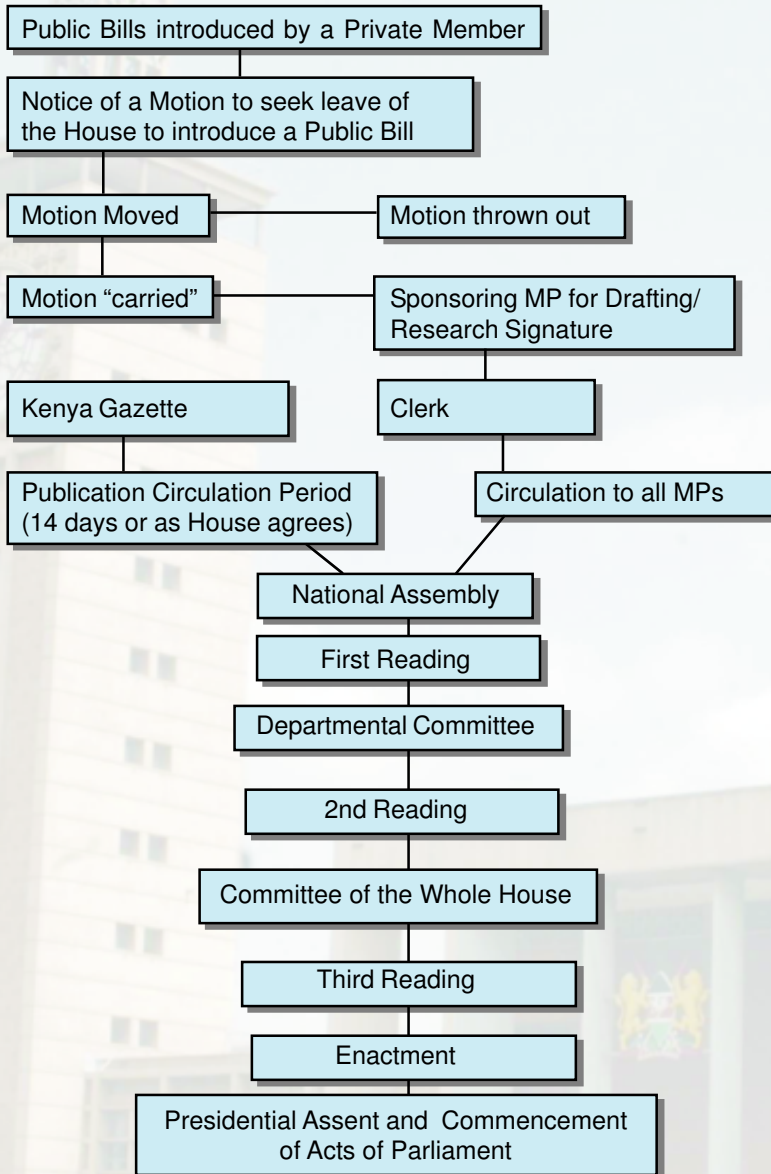 Public Bills introduced by a Private Member
Notice of a Motion to seek leave of
the House to introduce a Public Bill
Motion Moved
Motion thrown out
Motion “carried”
Sponsoring MP for Drafting/
Research Signature
Kenya Gazette
Clerk
Publication Circulation Period
(14 days or as House agrees)
Circulation to all MPs
National Assembly
First Reading
Departmental Committee
2nd Reading
Committee of the Whole House
Third Reading
Enactment
Presidential Assent and Commencement
of Acts of Parliament